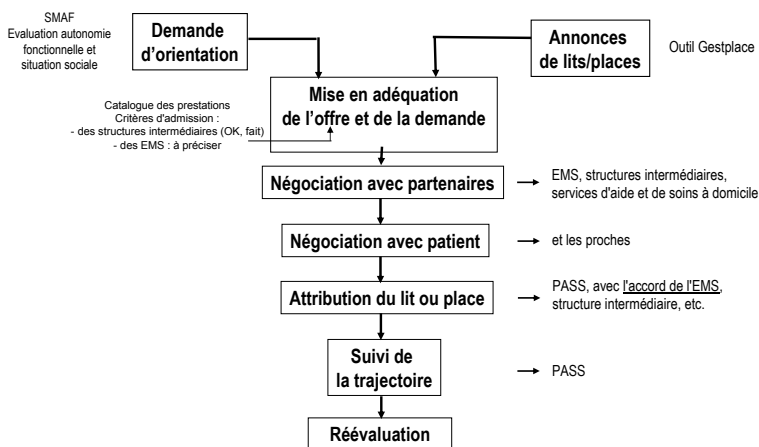 SMAF
Evaluation autonomie
fonctionnelle et
situation sociale
Demande
d'orientation
Annonces
de lits/places
Outil Gestplace
Mise en adéquation
de l'offre et de la demande
Catalogue des prestations
Critères d'admission :
- des structures intermédiaires (OK, fait)
- des EMS : à préciser
Négociation avec partenaires
EMS, structures intermédiaires,
services d'aide et de soins à domicile
Négociation avec patient
et les proches
Attribution du lit ou place
PASS, avec l'accord de l'EMS,
structure intermédiaire, etc.
Suivi de
la trajectoire
PASS
Réévaluation